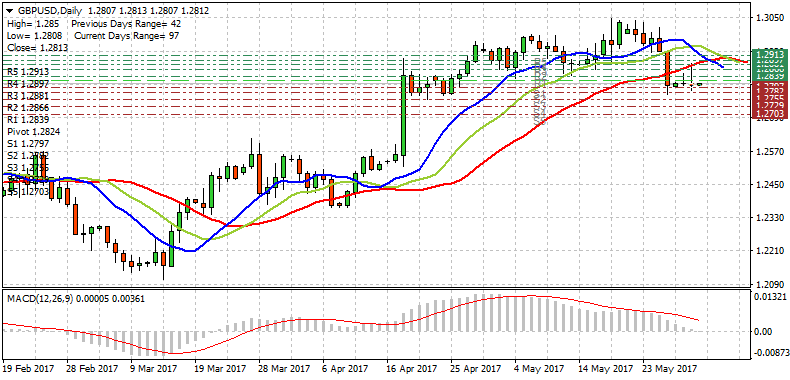 GBPUSD,Daily 1.2807 1.2813 1.2807 1.2812
High= 1.285 Previous Days Range= 42
Low= 1.2808 Current Days Range= 97
Close= 1.2813
R5 1.2913
R4 1.2897
R3 1.2881
R2 1.2866
R1 1.2839
Pivot 1.2824
S1 1.2797
S2
S3
S5 1.2703
1.3050
1.2913
1.2839
1.2782
1.2755
1.2729
1.2703
1.2570
1.2450
1.2330
1.2210
1.2090
MACD(12,26,9) 0.00005 0.00361
0.01321
0.00
-0.00873
19 Feb 2017
28 Feb 2017
9 Mar 2017
19 Mar 2017
28 Mar 2017
6 Apr 2017
16 Apr 2017
25 Apr 2017
4 May 2017
14 May 2017
23 May 2017